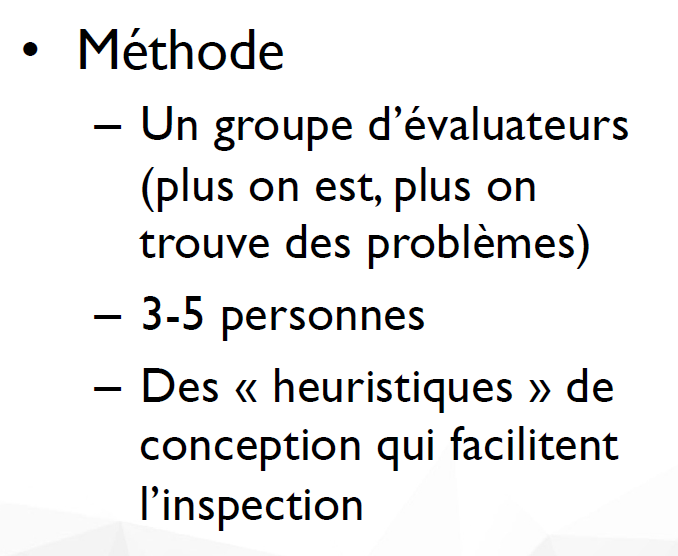 • Méthode
– Un groupe d’évaluateurs
(plus on est, plus on
trouve des problèmes)
– 3-5 personnes
– Des « heuristiques » de
conception qui facilitent
l’inspection